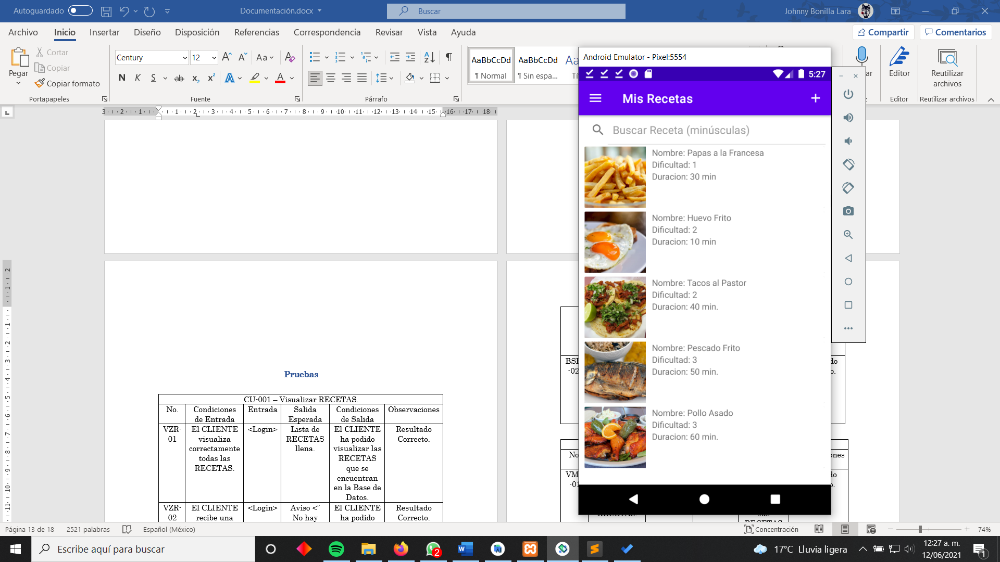 Autoguardado
Documentación.docx
Buscar
Johnny Bonilla Lara
Archivo
Inicio
Insertar
Diseño
Disposición
Referencias
Correspondencia
Revisar
Vista
Ayuda
Compartir
Comentarios
Pegar
Cortar
Copiar
Copiar formato
Portapapeles
Century
12
Aa
N K S ab x₂ x²
Fuente
Párrafo
AaBbCcDd
¶ Normal
AaBbCcDd
¶ Sin espa...
Editor
Editor
Reutilizar
archivos
Reutilizar archivos
Pruebas
CU-001 – Visualizar RECETAS.
No.
Condiciones
de Entrada
Entrada
Salida
Esperada
Condiciones
de Salida
Observaciones
VZR-
01
El CLIENTE
visualiza
correctamente
todas las
RECETAS.
<Login>
Lista de
RECETAS
llena.
El CLIENTE
ha podido
visualizar las
RECETAS
que se
encuentran
en la Base de
Datos.
Resultado
Correcto.
VZR-
02
El CLIENTE
recibe una
<Login>
Aviso <”
No hay
El CLIENTE
ha podido
Resultado
Correcto.
Android Emulator - Pixel:5554
5:27
Mis Recetas
Buscar Receta (minúsculas)
Nombre: Papas a la Francesa
Dificultad: 1
Duracion: 30 min
Nombre: Huevo Frito
Dificultad: 2
Duracion: 10 min
Nombre: Tacos al Pastor
Dificultad: 2
Duracion: 40 min.
Nombre: Pescado Frito
Dificultad: 3
Duracion: 50 min.
Nombre: Pollo Asado
Dificultad: 3
Duracion: 60 min.
Página 13 de 18
2521 palabras
Español (México)
Concentración
74%
Escribe aquí para buscar
2
17°C Lluvia ligera
12:27 a. m.
12/06/2021
1